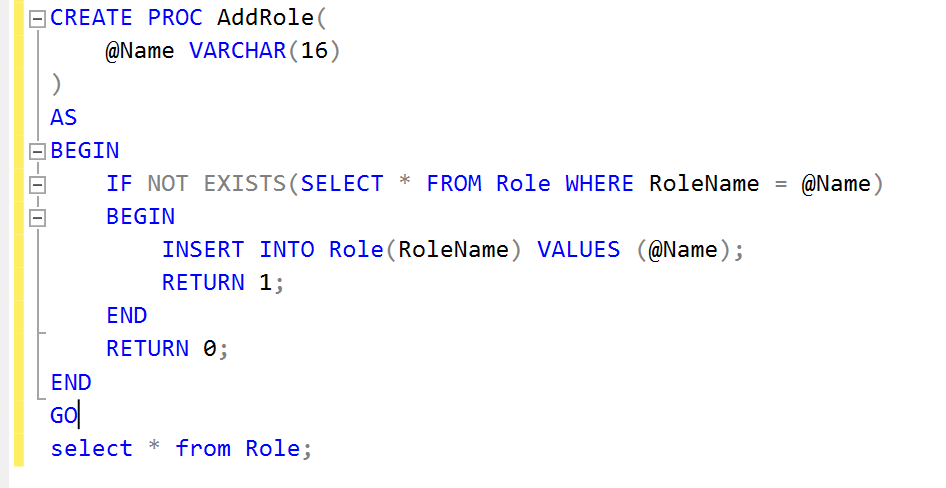 CREATE PROC AddRole(
    @Name VARCHAR(16)
)
AS
BEGIN
    IF NOT EXISTS(SELECT * FROM Role WHERE RoleName = @Name)
    BEGIN
        INSERT INTO Role(RoleName) VALUES (@Name);
        RETURN 1;
    END
    RETURN 0;
END
GO
select * from Role;